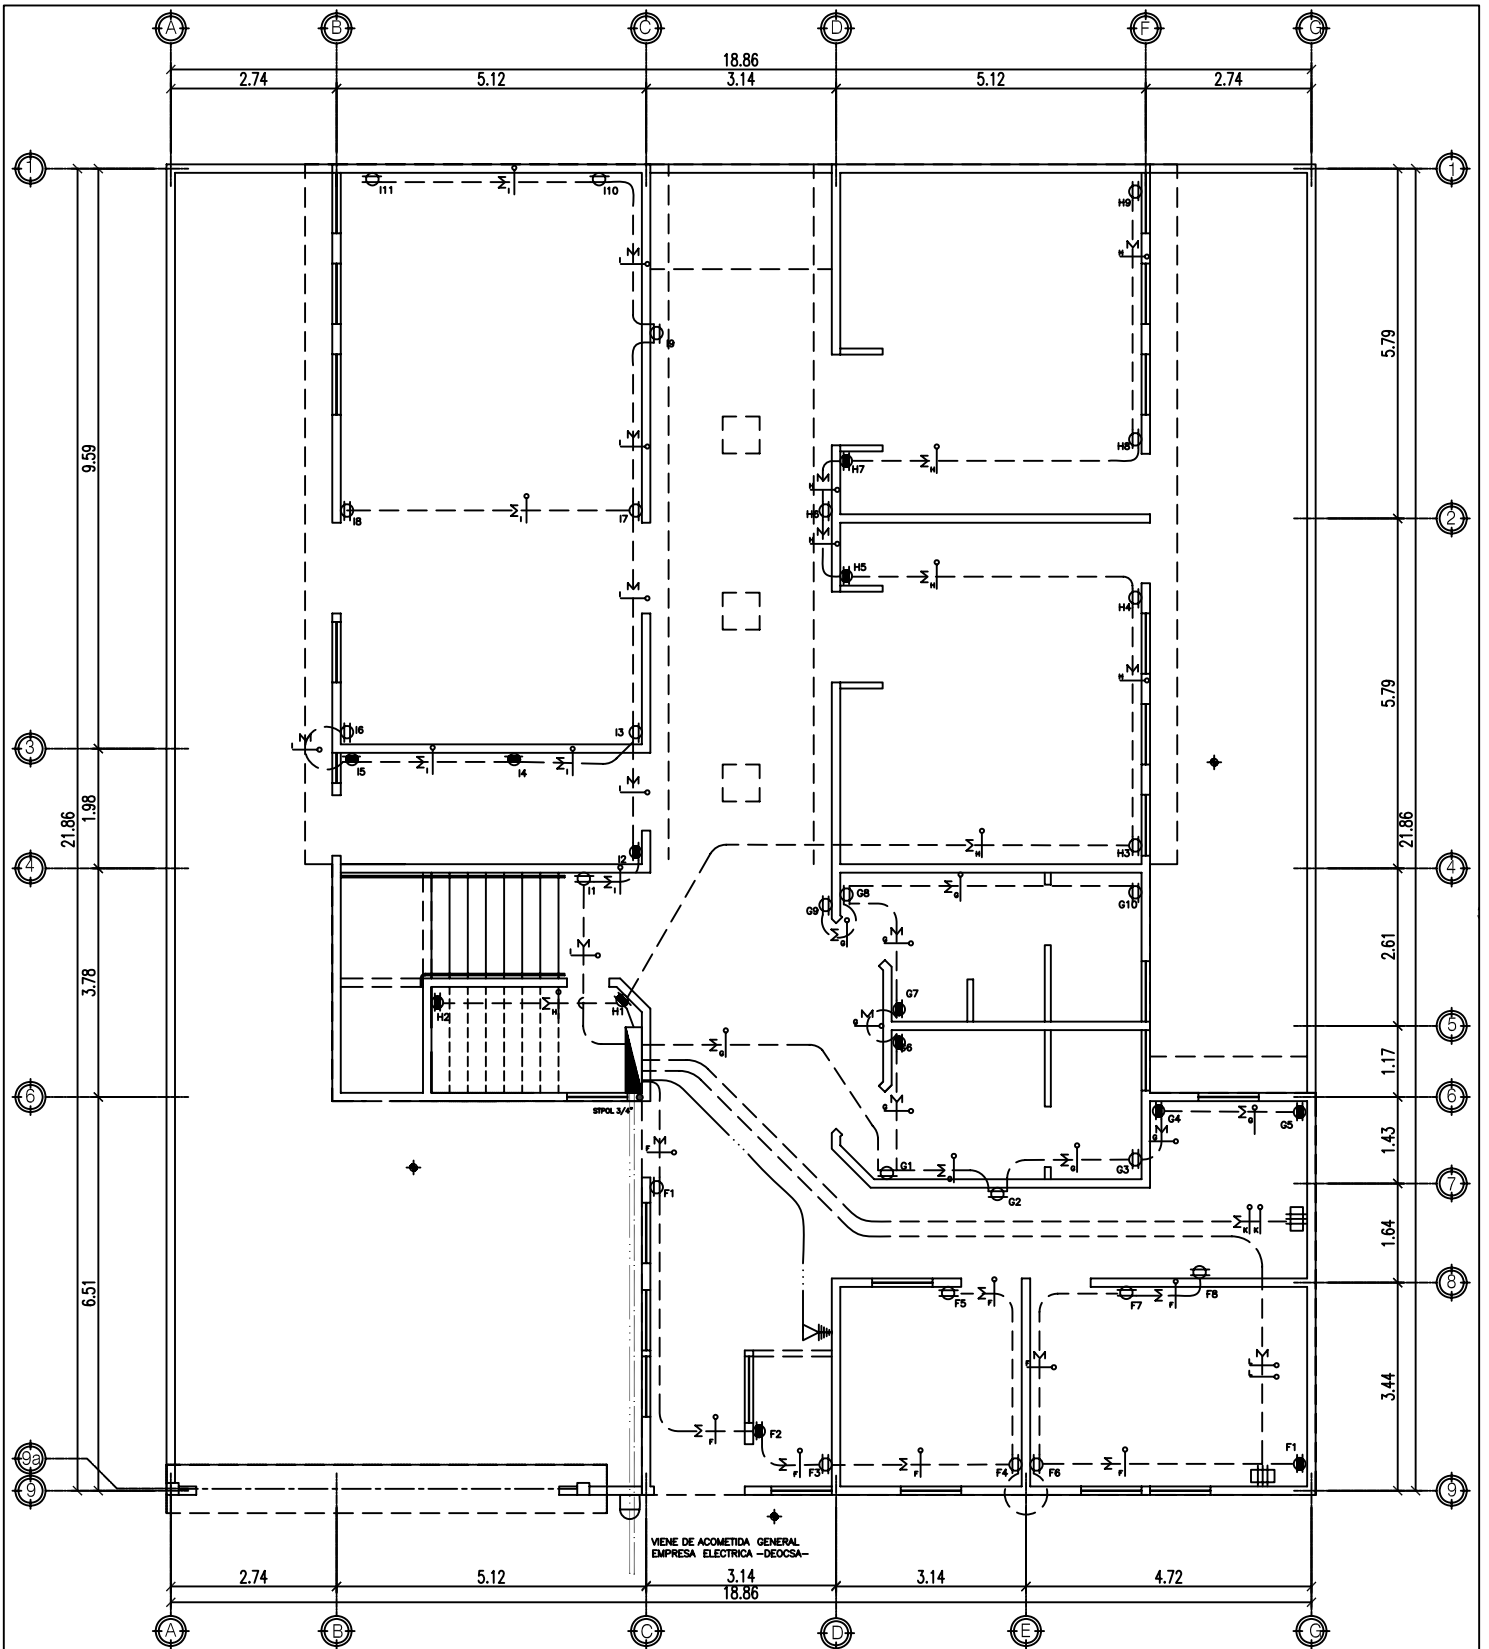 A B C D F G
18.86
2.74 5.12 3.14 5.12 2.74
1 1
I11 I I10 H9
M
I M
H
I9
5.79
M
I
H8
9.59
H7 H
M
H
I8 I I7 H6 2
M
H
H5 H
M
I H4
M
H
5.79
I6 I3
M
I
3
I5 I I4 I
M
I
1.98
21.86 21.86
I2 H H3
4 4
I1 I G8 G G10
G9
G
M
G
M
I
2.61
3.78
H2 H H1 G7
M
G
5
G G6
1.17
6 6
STPOL 3/4"
M
G
G4 G G5
M
F
G
1.43
G1 G G G3
7
F1 G2
K K
1.64
6.51
8
F5 F F7 F F8
M
F
M
L
L
3.44
F F2 F1
9a
F3 F F4 F6 F
F
9 9
VIENE DE ACOMETIDA GENERAL
EMPRESA ELECTRICA -DEOCSA-
2.74 5.12 3.14 3.14 4.72
18.86
A B C D E G